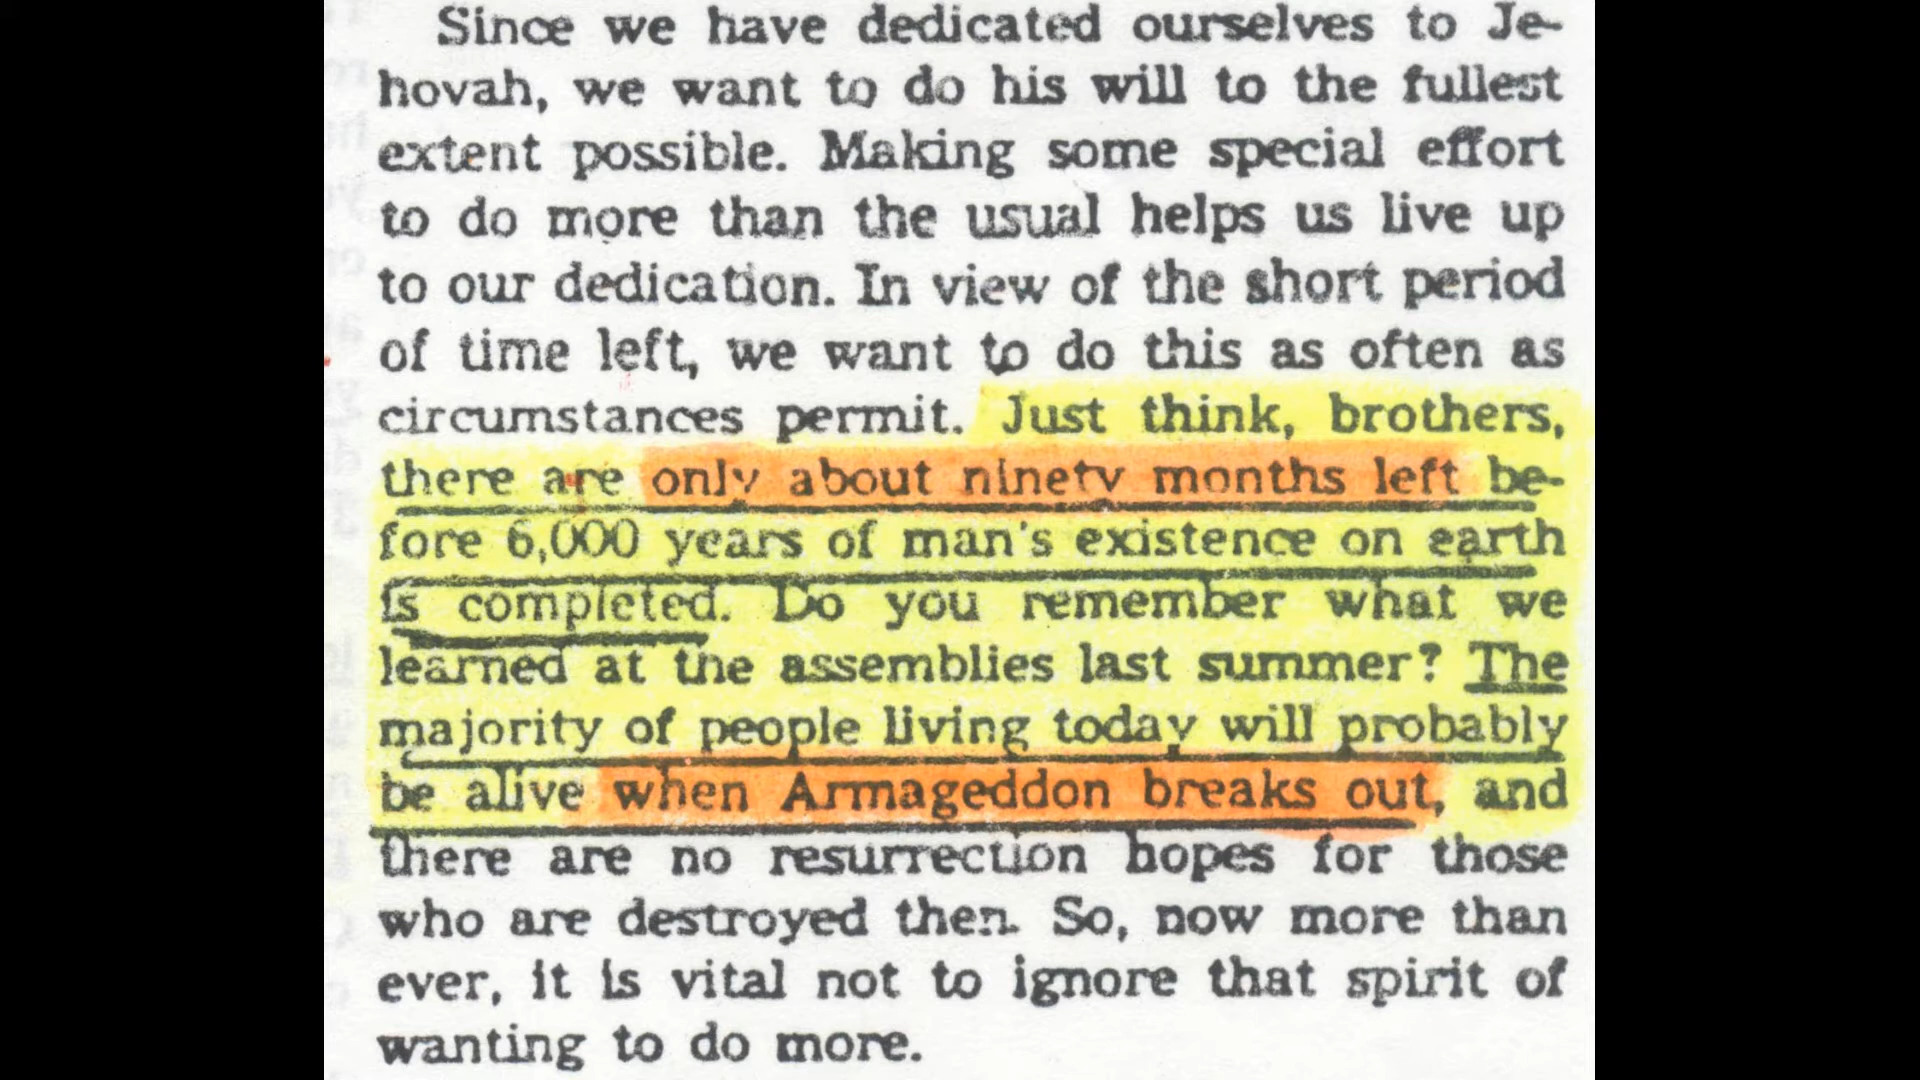 Since we have dedicated ourselves to Je-
hovah, we want to do his will to the fullest
extent possible. Making some special effort
to do more than the usual helps us live up
to our dedication. In view of the short period
of time left, we want to do this as often as
circumstances permit. Just think, brothers,
there are only about ninety months left be-
fore 6,000 years of man's existence on earth
is completed. Do you remember what we
learned at the assemblies last summer? The
majority of people living today will probably
be alive when Armageddon breaks out, and
there are no resurrection hopes for those
who are destroyed then. So, now more than
ever, it is vital not to ignore that spirit of
wanting to do more.